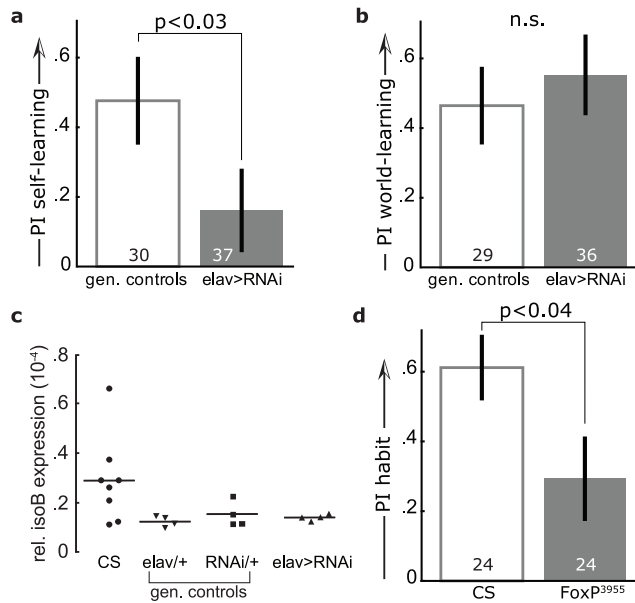 a
p<0.03
PI self-learning
.6
.4
.2
0
30
37
gen. controls
elav>RNAi
b
n.s.
PI world-learning
.6
.4
.2
0
29
36
gen. controls
elav>RNAi
c
rel. isoB expression (10⁻⁴)
.8
.6
.4
.2
0
CS
elav/+
RNAi/+
elav>RNAi
gen. controls
d
p<0.04
PI habit
.6
.4
.2
0
24
24
CS
FoxP³⁹⁵⁵